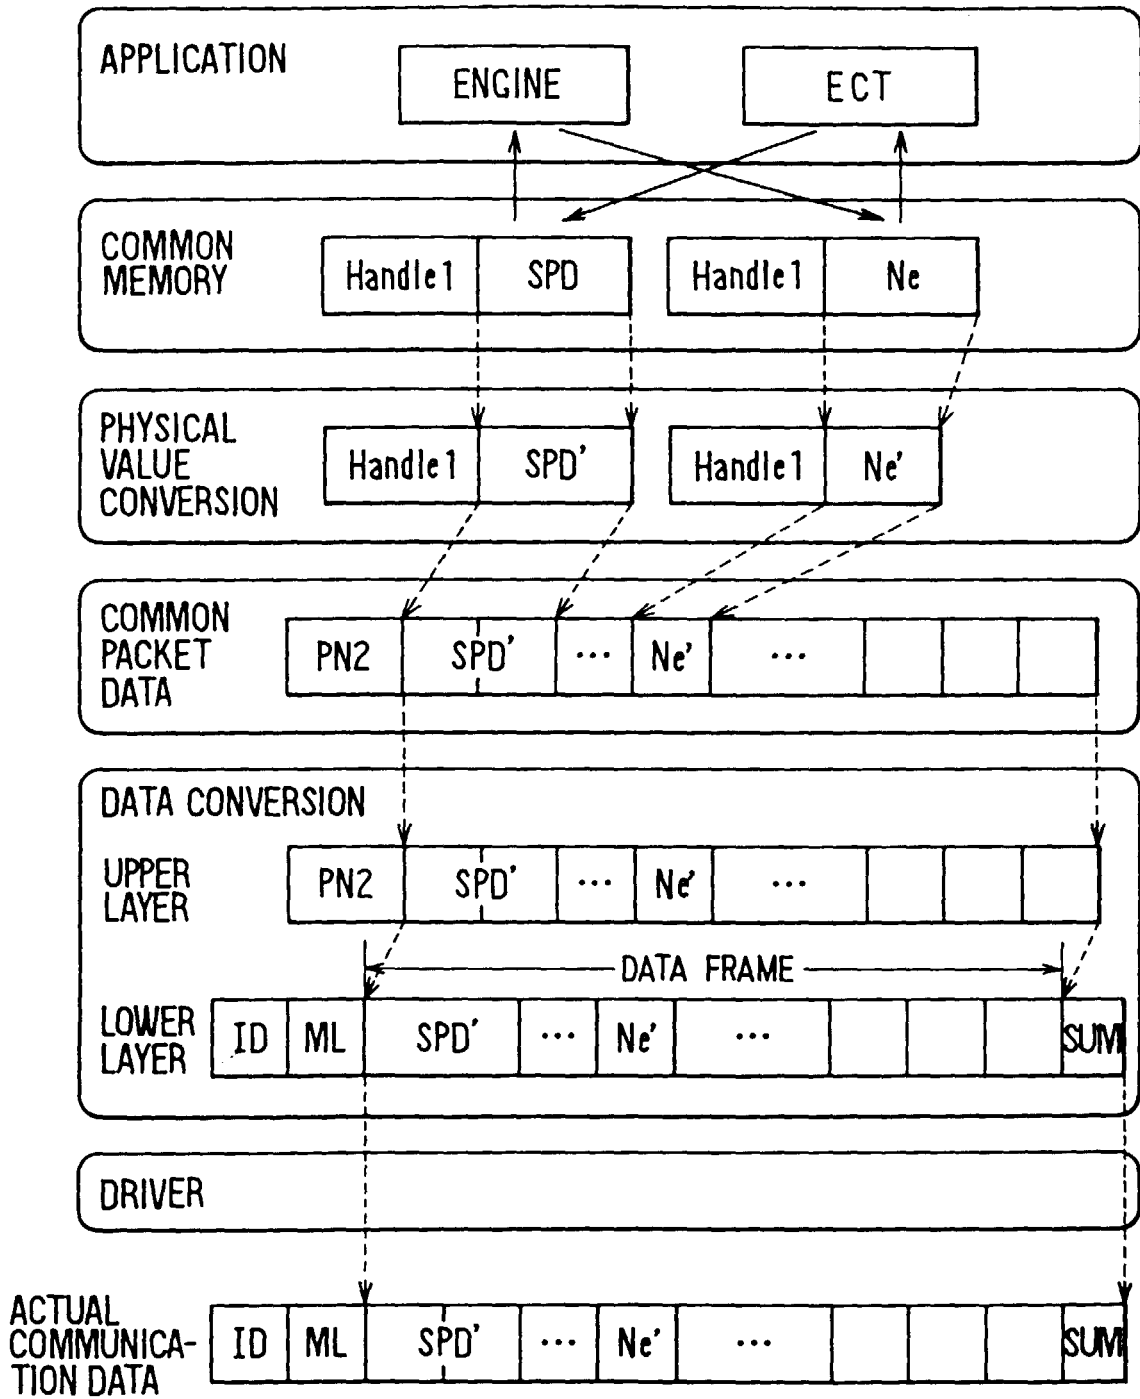 APPLICATION
ENGINE
ECT
COMMON
MEMORY
Handle1 SPD Handle1 Ne
PHYSICAL
VALUE
CONVERSION
Handle1 SPD' Handle1 Ne'
COMMON
PACKET
DATA
PN2 SPD' ... Ne' ...
DATA CONVERSION
UPPER
LAYER
PN2 SPD' ... Ne' ...
DATA FRAME
LOWER
LAYER
ID ML SPD' ... Ne' ... SUM
DRIVER
ACTUAL
COMMUNICA-
TION DATA
ID ML SPD' ... Ne' ... SUM